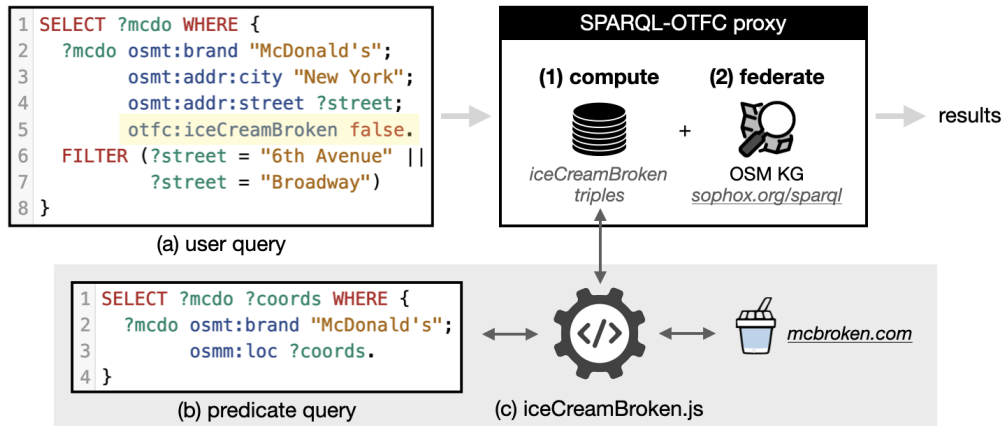 1 SELECT ?mcdo WHERE {
2 ?mcdo osmt:brand "McDonald's";
3 osmt:addr:city "New York";
4 osmt:addr:street ?street;
5 otfc:iceCreamBroken false.
6 FILTER (?street = "6th Avenue" ||
7 ?street = "Broadway")
8 }
(a) user query
SPARQL-OTFC proxy
(1) compute
(2) federate
+
iceCreamBroken
triples
OSM KG
sophox.org/sparql
results
1 SELECT ?mcdo ?coords WHERE {
2 ?mcdo osmt:brand "McDonald's";
3 osmm:loc ?coords.
4 }
(b) predicate query
</>
(c) iceCreamBroken.js
mcbroken.com